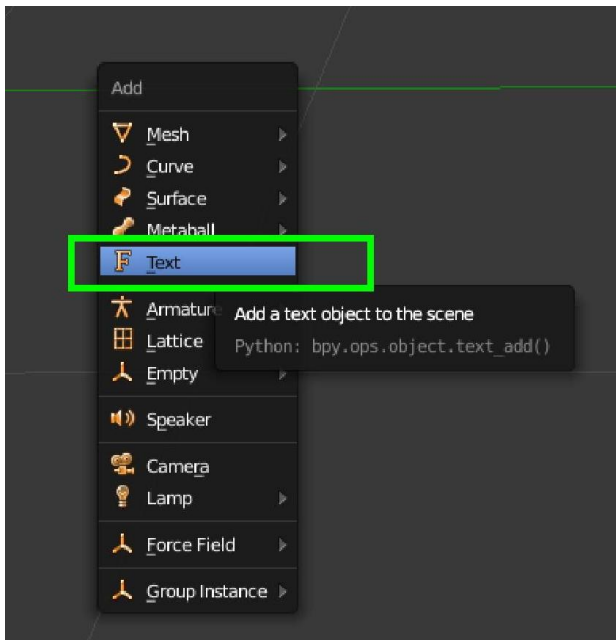 Add
Mesh
Curve
Surface
Metaball
Text
Armature
Add a text object to the scene
Lattice
Python: bpy.ops.object.text_add()
Empty
Speaker
Camera
Lamp
Force Field
Group Instance